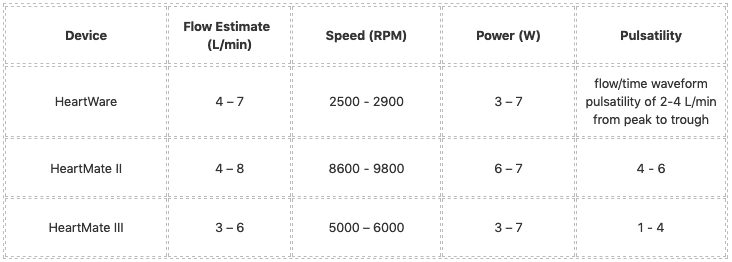 Device
Flow Estimate
(L/min)
Speed (RPM)
Power (W)
Pulsatility
HeartWare
4 – 7
2500 - 2900
3 – 7
flow/time waveform
pulsatility of 2-4 L/min
from peak to trough
HeartMate II
4 – 8
8600 - 9800
6 – 7
4 - 6
HeartMate III
3 – 6
5000 – 6000
3 – 7
1 - 4